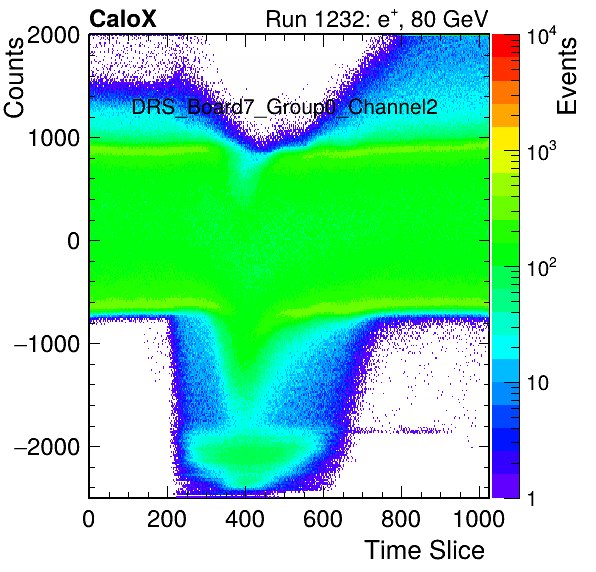 CaloX Run 1232: e⁺, 80 GeV
Counts
2000
1000
0
−1000
−2000
DRS_Board7_Group0_Channel2
0 200 400 600 800 1000
Time Slice
Events
10⁴
10³
10²
10
1